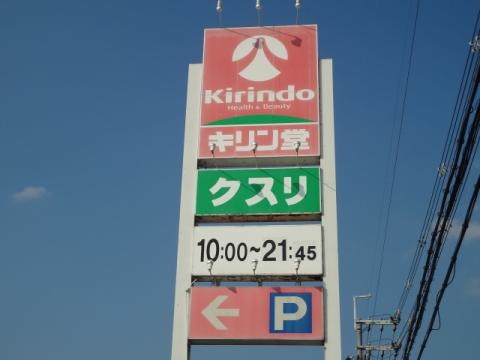 Kirindo
Health & Beauty
キリン堂
クスリ
10:00~21:45
← P